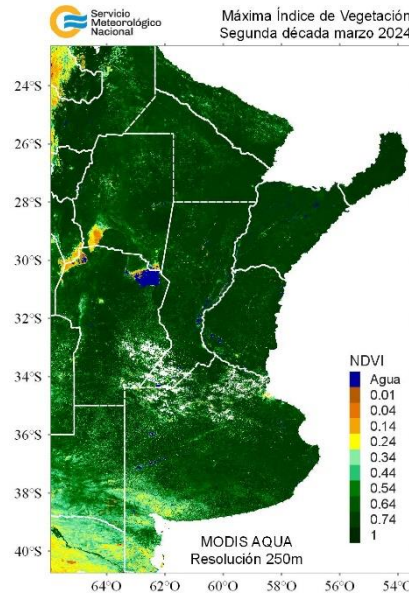 Servicio
Meteorológico
Nacional
Máxima Índice de Vegetación
Segunda década marzo 2024
24°S
26°S
28°S
30°S
32°S
34°S
36°S
38°S
40°S
NDVI
Agua
0.01
0.04
0.14
0.24
0.34
0.44
0.54
0.64
0.74
1
MODIS AQUA
Resolución 250m
64°O 62°O 60°O 58°O 56°O 54°O